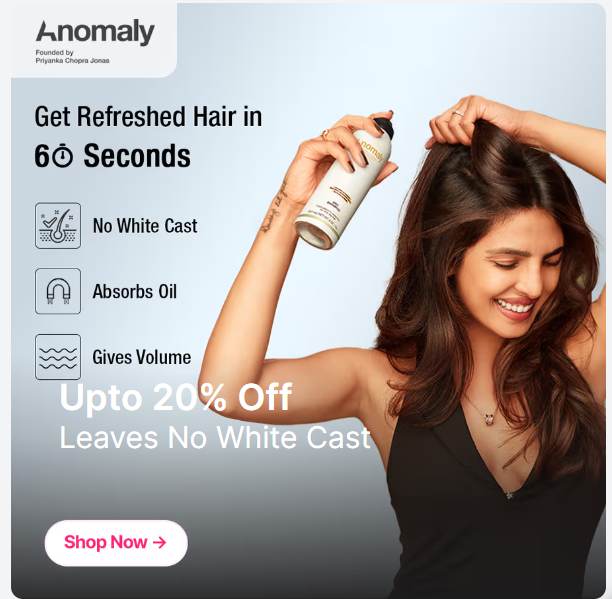 Anomaly
Founded by
Priyanka Chopra Jonas
Get Refreshed Hair in
60 Seconds
No White Cast
Absorbs Oil
Gives Volume
Upto 20% Off
Leaves No White Cast
Shop Now →
Anomaly